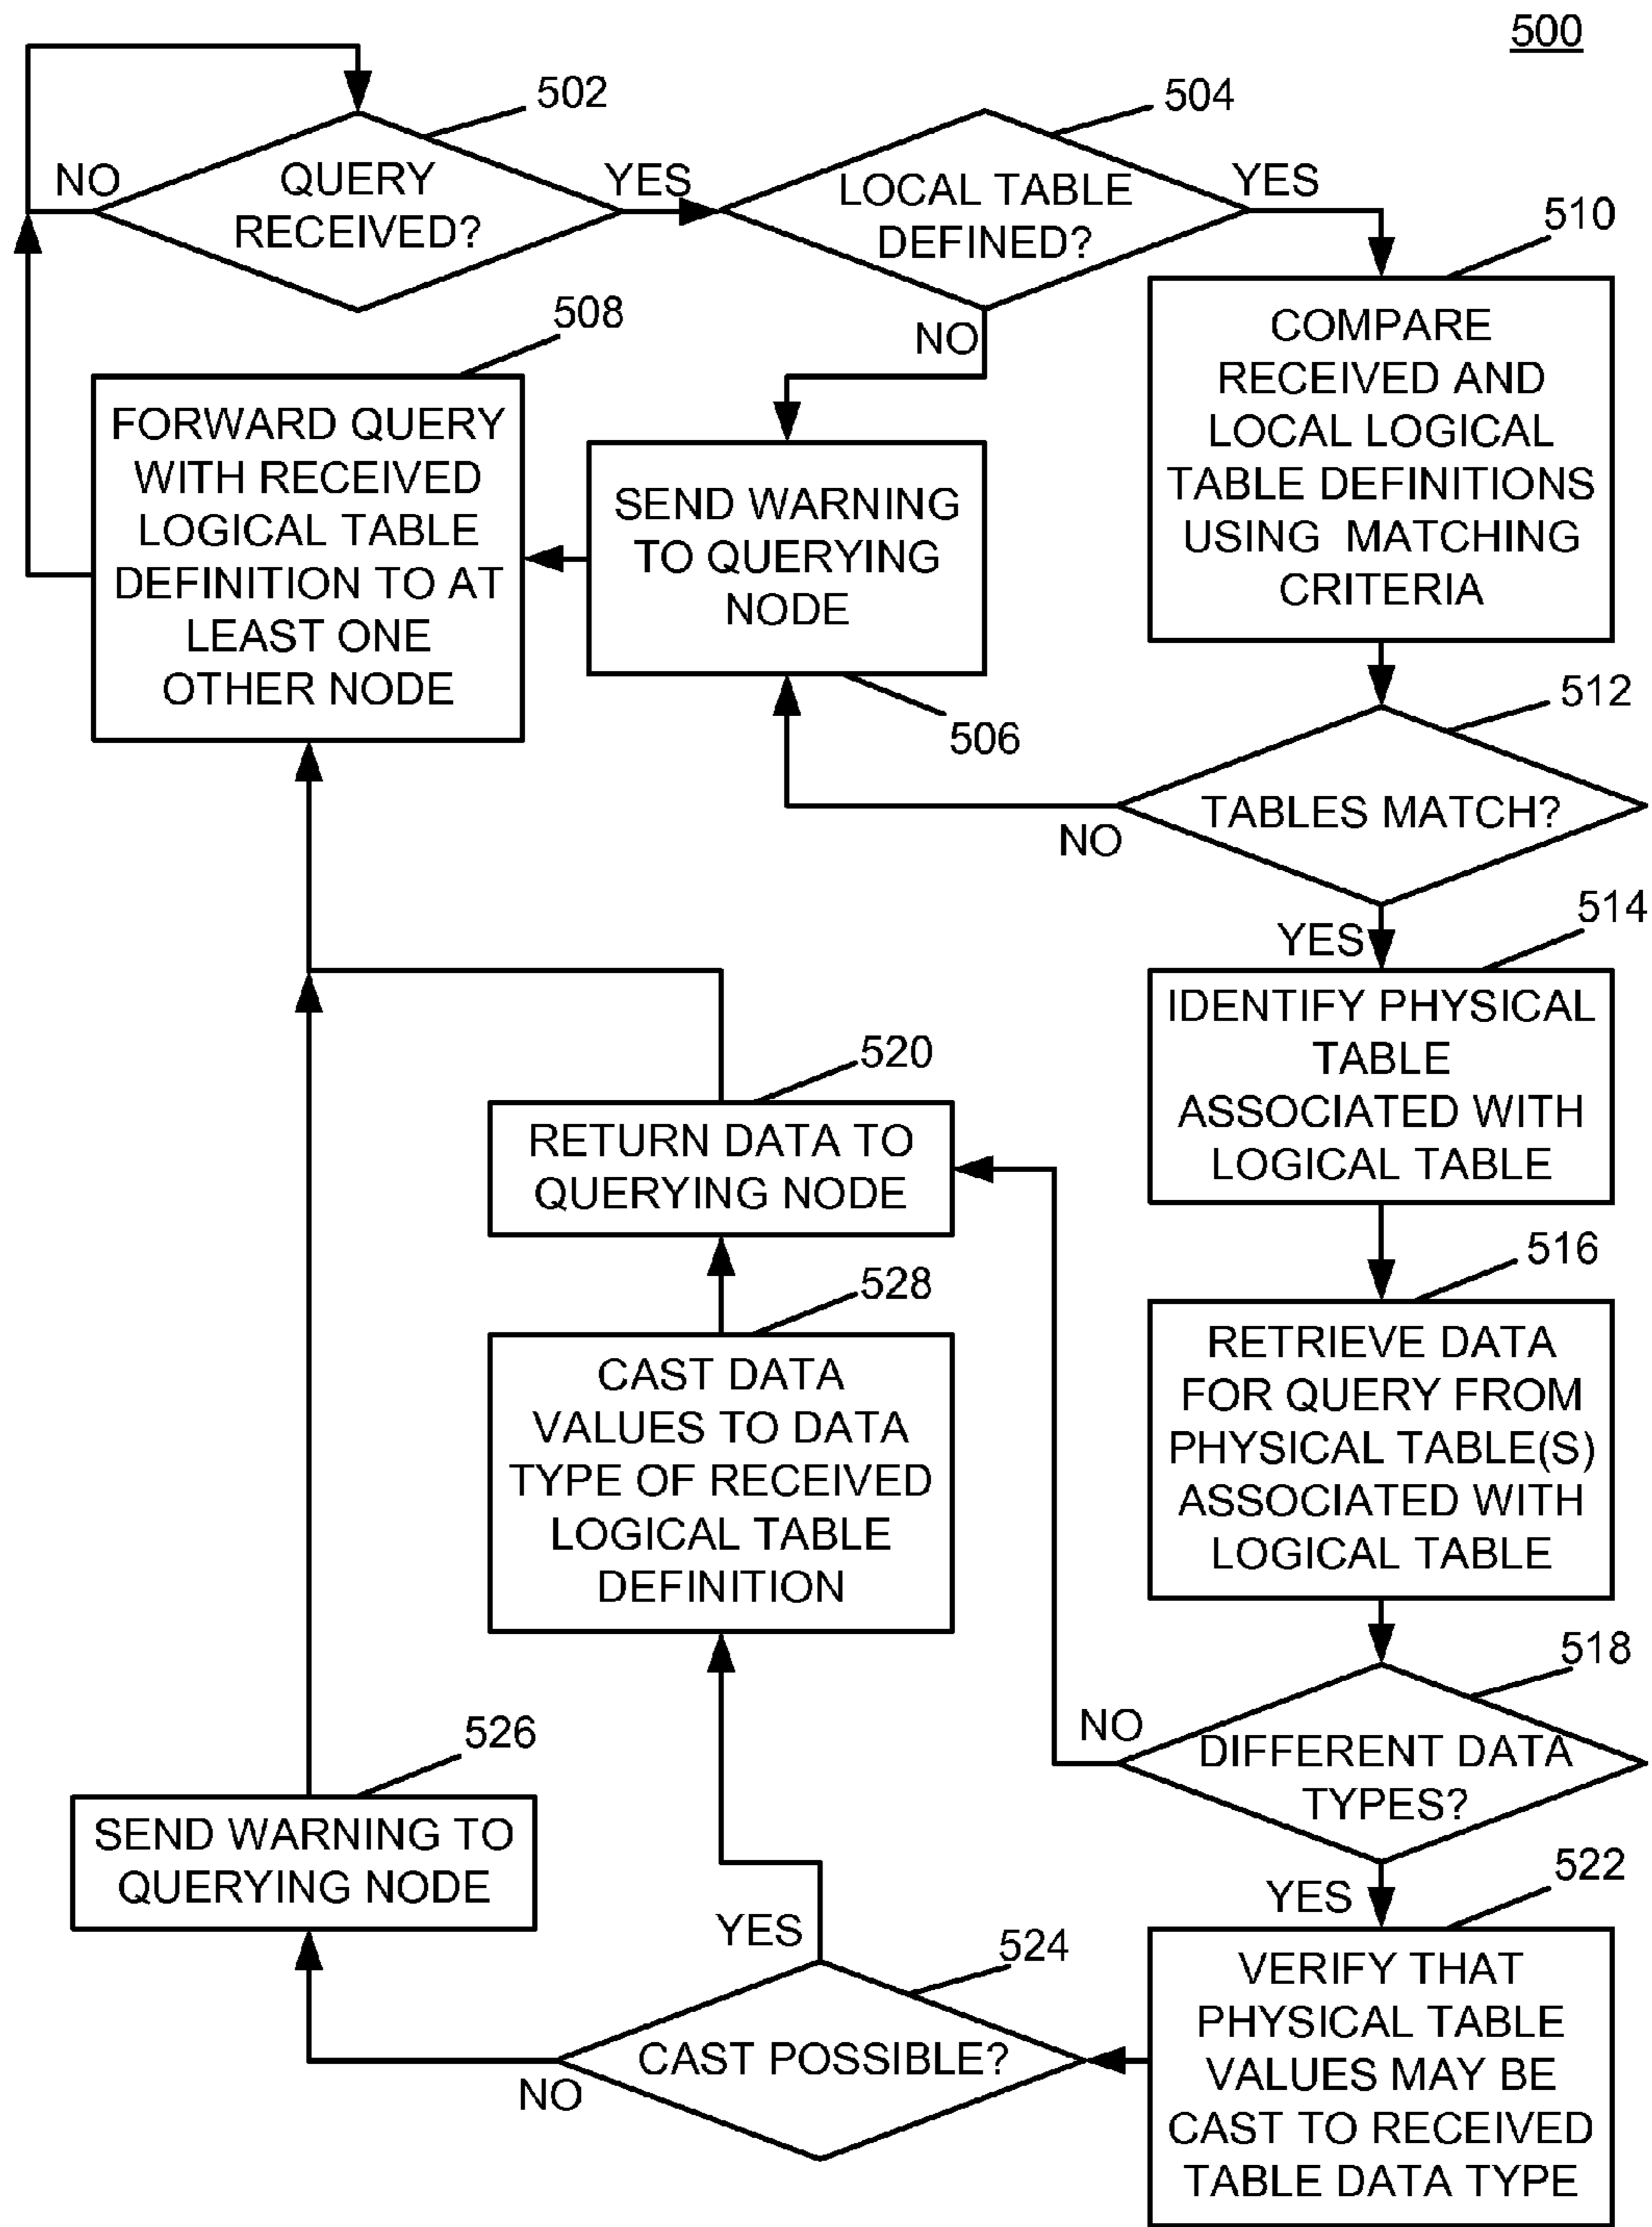 500
502
QUERY
RECEIVED?
NO
YES
504
LOCAL TABLE
DEFINED?
YES
NO
510
COMPARE
RECEIVED AND
LOCAL LOGICAL
TABLE DEFINITIONS
USING MATCHING
CRITERIA
508
FORWARD QUERY
WITH RECEIVED
LOGICAL TABLE
DEFINITION TO AT
LEAST ONE
OTHER NODE
SEND WARNING
TO QUERYING
NODE
506
512
TABLES MATCH?
NO
YES
514
IDENTIFY PHYSICAL
TABLE
ASSOCIATED WITH
LOGICAL TABLE
516
RETRIEVE DATA
FOR QUERY FROM
PHYSICAL TABLE(S)
ASSOCIATED WITH
LOGICAL TABLE
520
RETURN DATA TO
QUERYING NODE
528
CAST DATA
VALUES TO DATA
TYPE OF RECEIVED
LOGICAL TABLE
DEFINITION
518
DIFFERENT DATA
TYPES?
NO
YES
526
SEND WARNING TO
QUERYING NODE
522
VERIFY THAT
PHYSICAL TABLE
VALUES MAY BE
CAST TO RECEIVED
TABLE DATA TYPE
524
CAST POSSIBLE?
YES
NO